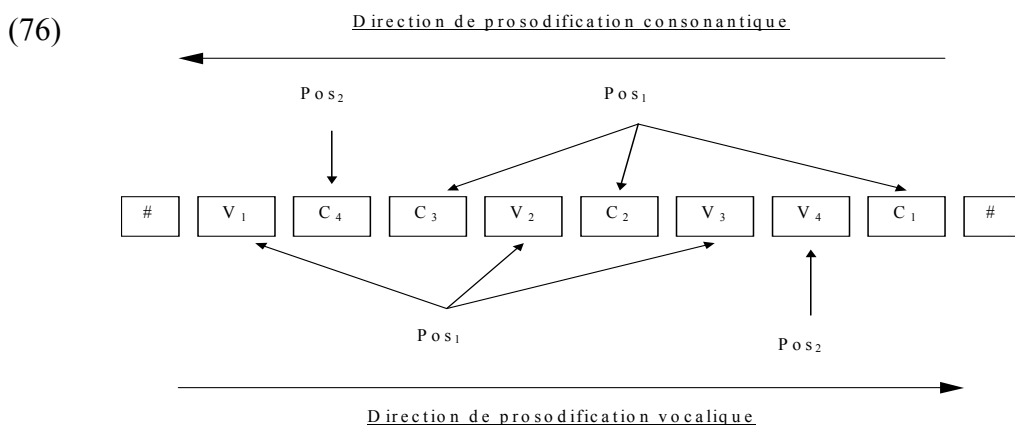 (76)
Direction de prosodification consonantique
Pos₂ Pos₁
# V₁ C₄ C₃ V₂ C₂ V₃ V₄ C₁ #
Pos₁
Pos₂
Direction de prosodification vocalique